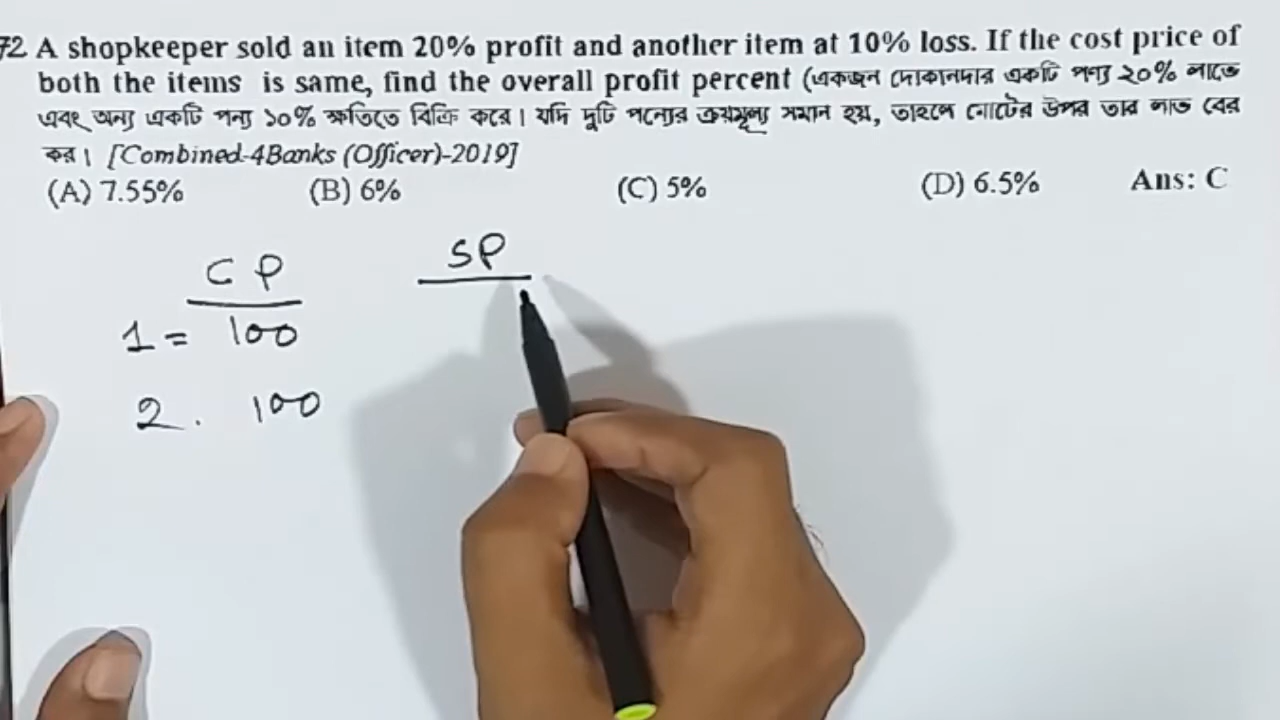 72 A shopkeeper sold an item 20% profit and another item at 10% loss. If the cost price of
both the items is same, find the overall profit percent (একজন দোকানদার একটি পণ্য ২০% লাভে
এবং অন্য একটি পন্য ১০% ক্ষতিতে বিক্রি করে। যদি দুটি পন্যের ক্রয়মূল্য সমান হয়, তাহলে মোটের উপর তার লাভ বের
কর। [Combined-4Banks (Officer)-2019]
(A) 7.55% (B) 6% (C) 5% (D) 6.5% Ans: C
CP SP
1 = 100
2. 100